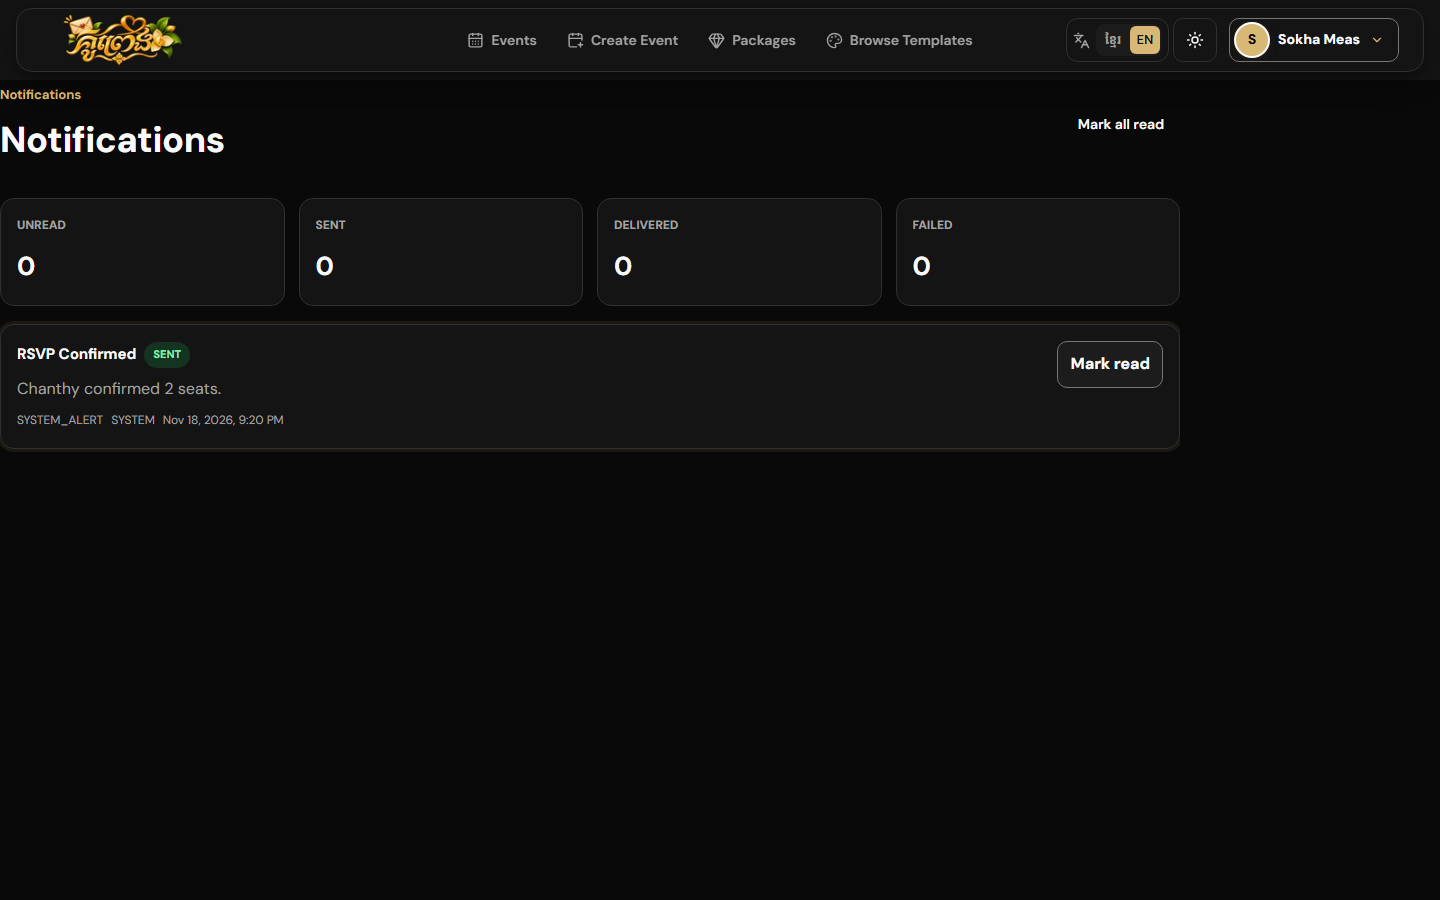 Events
Create Event
Packages
Browse Templates
ខ្មែរ
EN
S
Sokha Meas
Notifications
Notifications
Mark all read
UNREAD
0
SENT
0
DELIVERED
0
FAILED
0
RSVP Confirmed
SENT
Chanthy confirmed 2 seats.
SYSTEM_ALERT SYSTEM Nov 18, 2026, 9:20 PM
Mark read